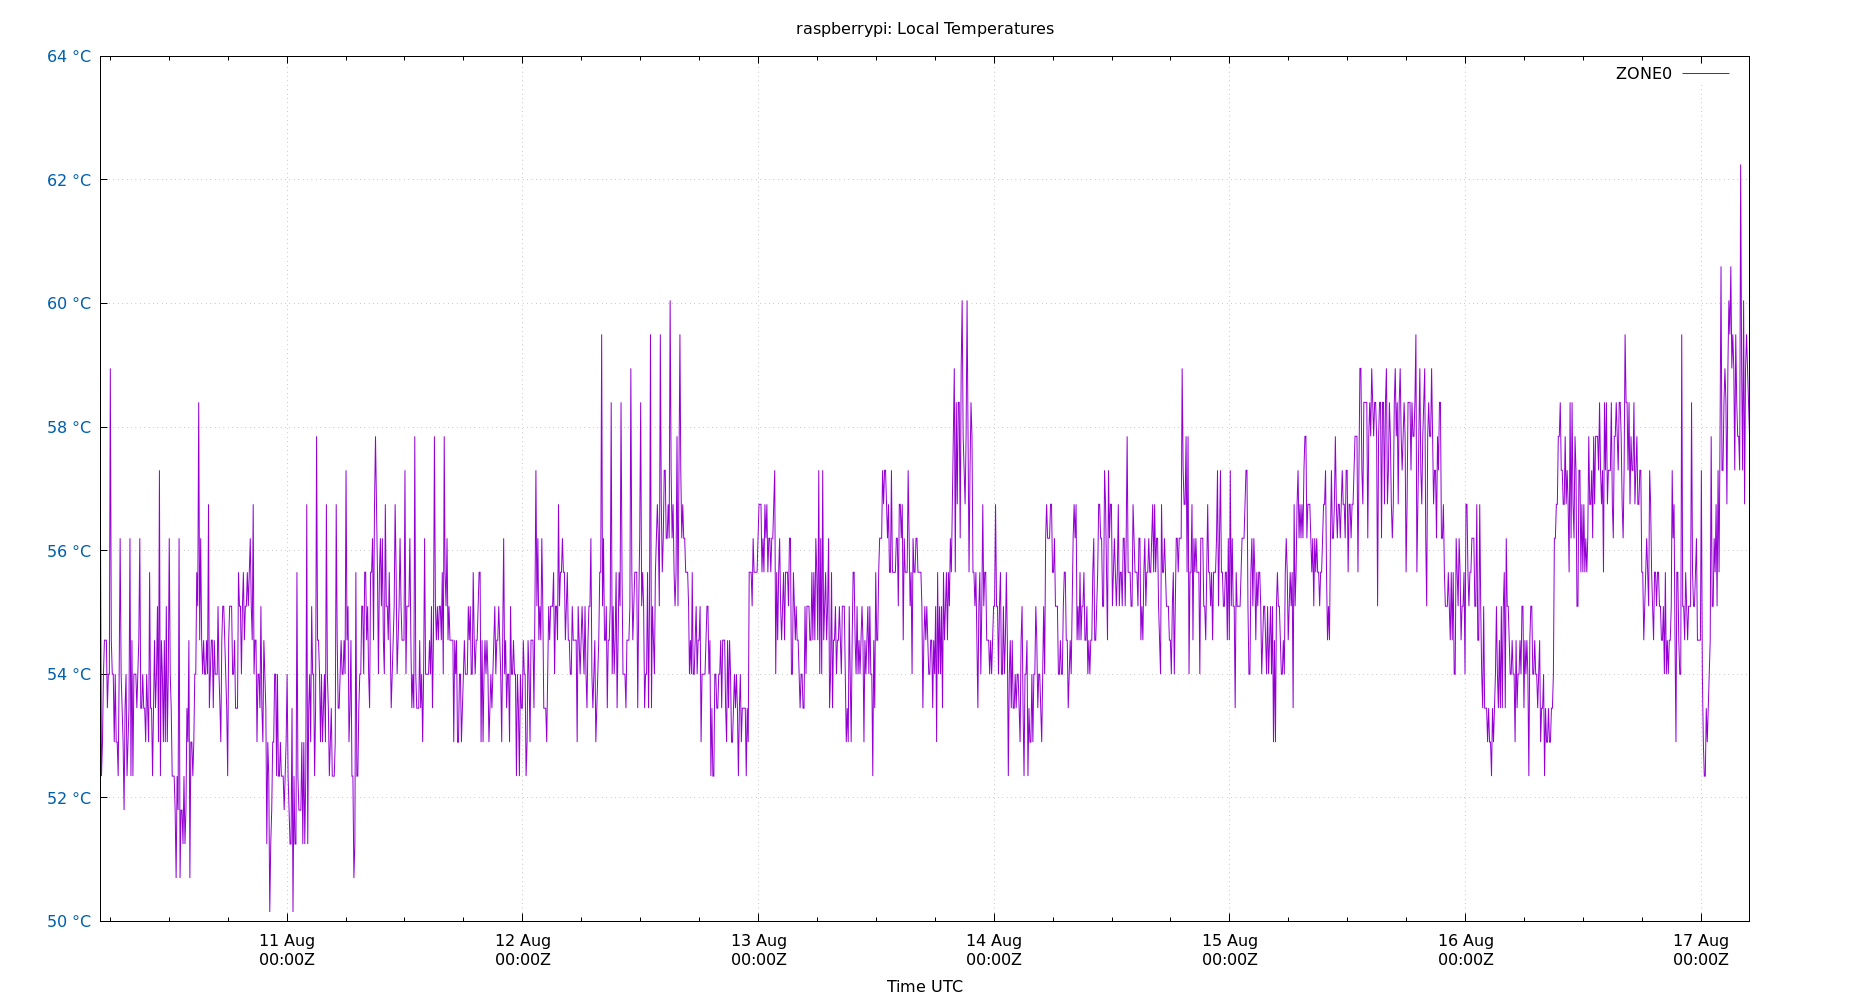 raspberrypi: Local Temperatures
64 °C
ZONE0
62 °C
60 °C
58 °C
56 °C
54 °C
52 °C
50 °C
11 Aug 12 Aug 13 Aug 14 Aug 15 Aug 16 Aug 17 Aug
00:00Z 00:00Z 00:00Z 00:00Z 00:00Z 00:00Z 00:00Z
Time UTC